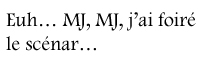 Euh… MJ, MJ, j’ai foiré
le scénar…